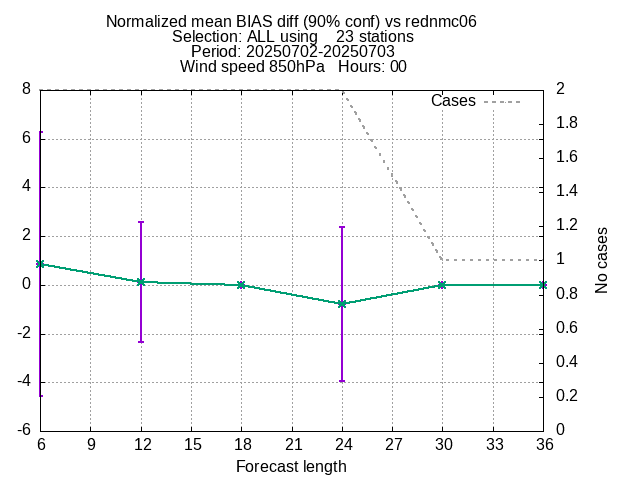 Normalized mean BIAS diff (90% conf) vs rednmc06
Selection: ALL using    23 stations
Period: 20250702-20250703
Wind speed 850hPa   Hours: 00
Cases
8
6
4
2
0
-2
-4
-6
2
1.8
1.6
1.4
1.2
1
0.8
0.6
0.4
0.2
0
No cases
6 9 12 15 18 21 24 27 30 33 36
Forecast length